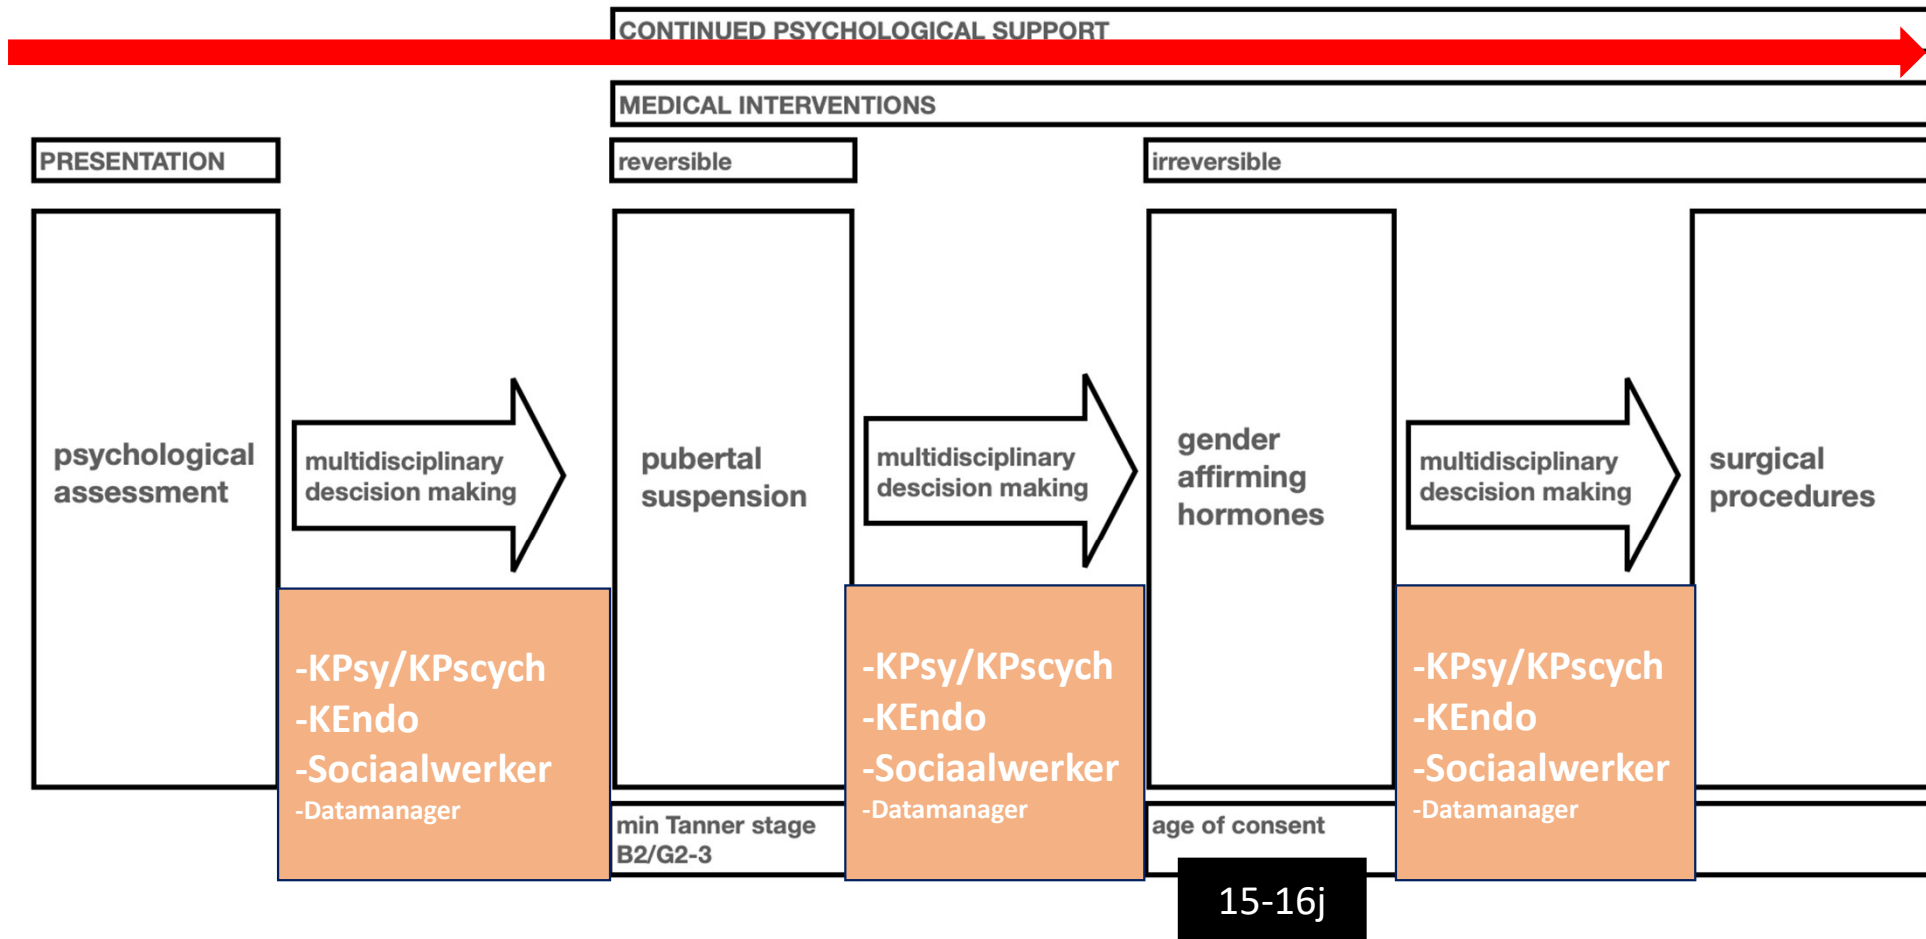 CONTINUED PSYCHOLOGICAL SUPPORT
MEDICAL INTERVENTIONS
PRESENTATION
reversible
irreversible
psychological
assessment
multidisciplinary
descision making
pubertal
suspension
multidisciplinary
descision making
gender
affirming
hormones
multidisciplinary
descision making
surgical
procedures
-KPsy/KPscych
-KEndo
-Sociaalwerker
-Datamanager
-KPsy/KPscych
-KEndo
-Sociaalwerker
-Datamanager
-KPsy/KPscych
-KEndo
-Sociaalwerker
-Datamanager
min Tanner stage
B2/G2-3
age of consent
15-16j